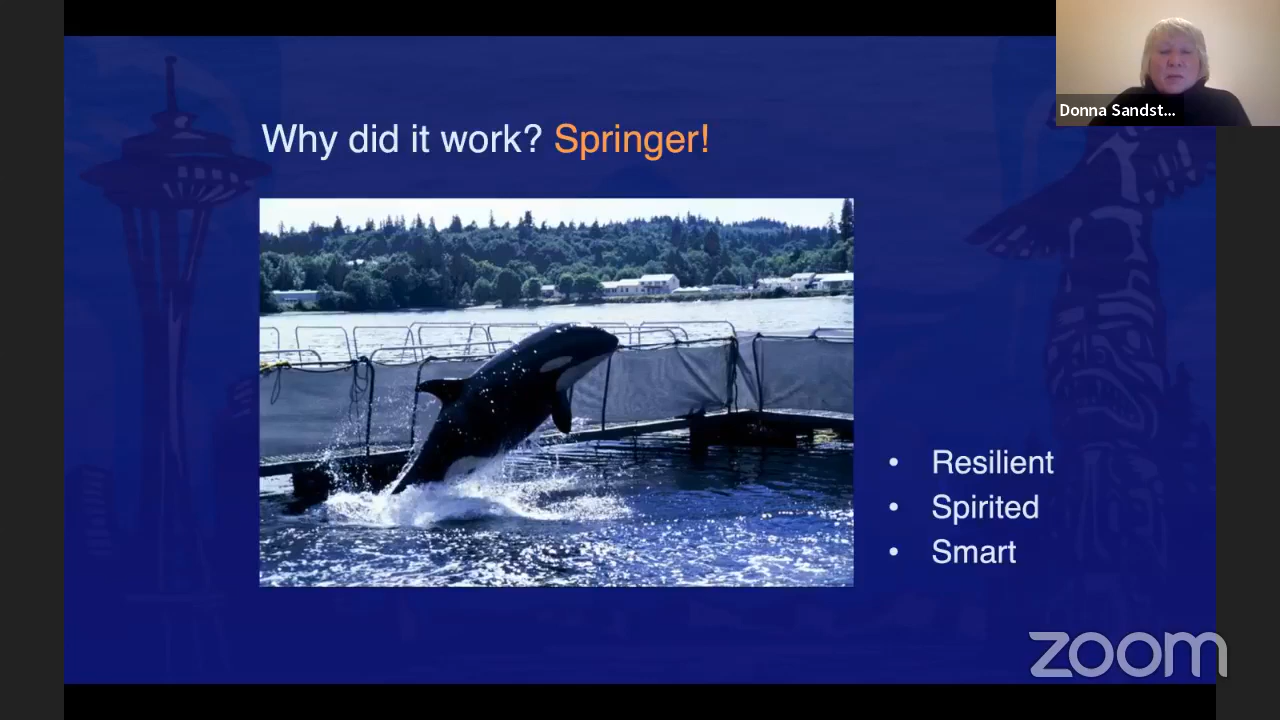 Donna Sandst...
Why did it work? Springer!
• Resilient
• Spirited
• Smart
zoom